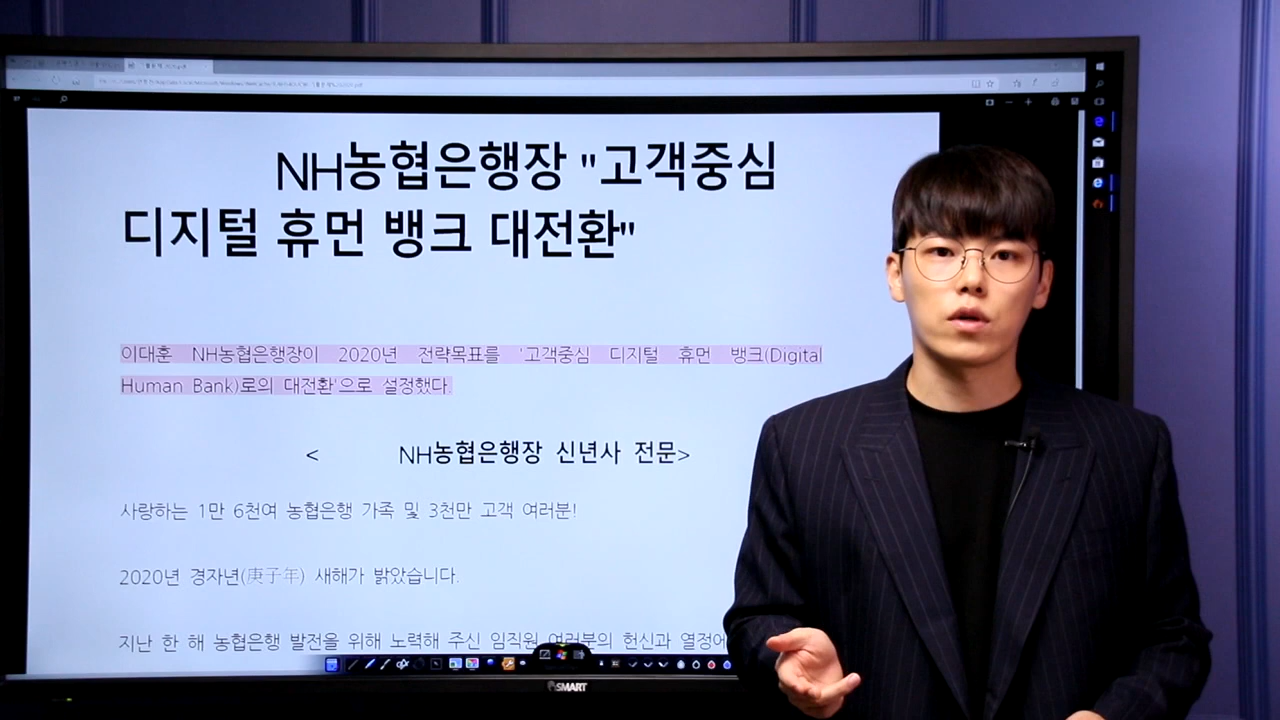 NH농협은행장 "고객중심
디지털 휴먼 뱅크 대전환"
이대훈 NH농협은행장이 2020년 전략목표를 '고객중심 디지털 휴먼 뱅크(Digital
Human Bank)로의 대전환'으로 설정했다.
< NH농협은행장 신년사 전문>
사랑하는 1만 6천여 농협은행 가족 및 3천만 고객 여러분!
2020년 경자년(庚子年) 새해가 밝았습니다.
지난 한 해 농협은행 발전을 위해 노력해 주신 임직원 여러분의 헌신과 열정에
SMART